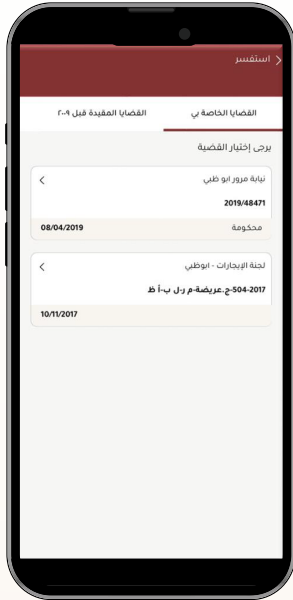 استفسر
القضايا الخاصة بي القضايا المقيدة قبل ٢٠٠٩
يرجى إختيار القضية
نيابة مرور ابو ظبي
2019/48471
محكومة 08/04/2019
لجنة الإيجارات - ابوظبي
504-2017-ج.عريضة-م ر-ل ب-أ ظ
10/11/2017